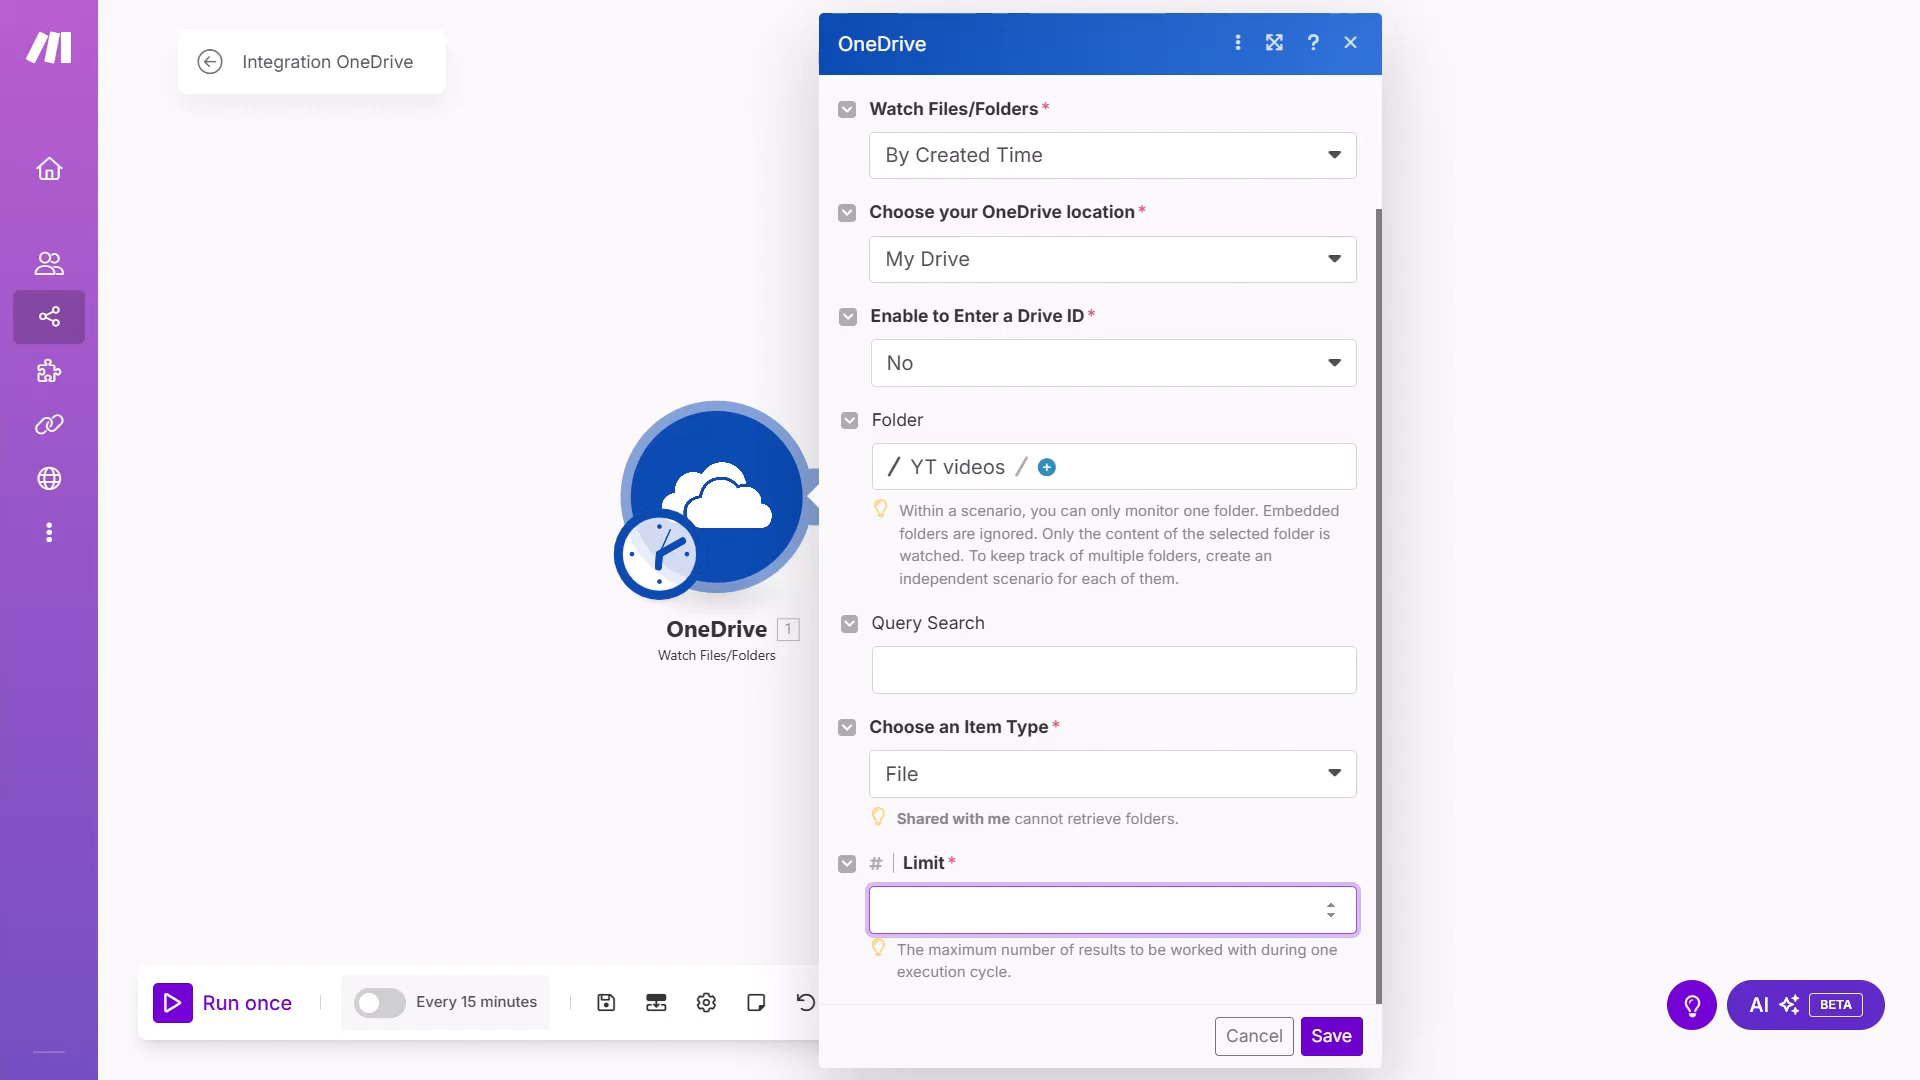 Integration OneDrive
OneDrive
Watch Files/Folders*
By Created Time
Choose your OneDrive location*
My Drive
Enable to Enter a Drive ID*
No
Folder
/ YT videos /
Within a scenario, you can only monitor one folder. Embedded
folders are ignored. Only the content of the selected folder is
watched. To keep track of multiple folders, create an
independent scenario for each of them.
Query Search
Choose an Item Type*
File
Shared with me cannot retrieve folders.
# Limit*
The maximum number of results to be worked with during one
execution cycle.
Cancel
Save
OneDrive 1
Watch Files/Folders
Run once
Every 15 minutes
AI BETA